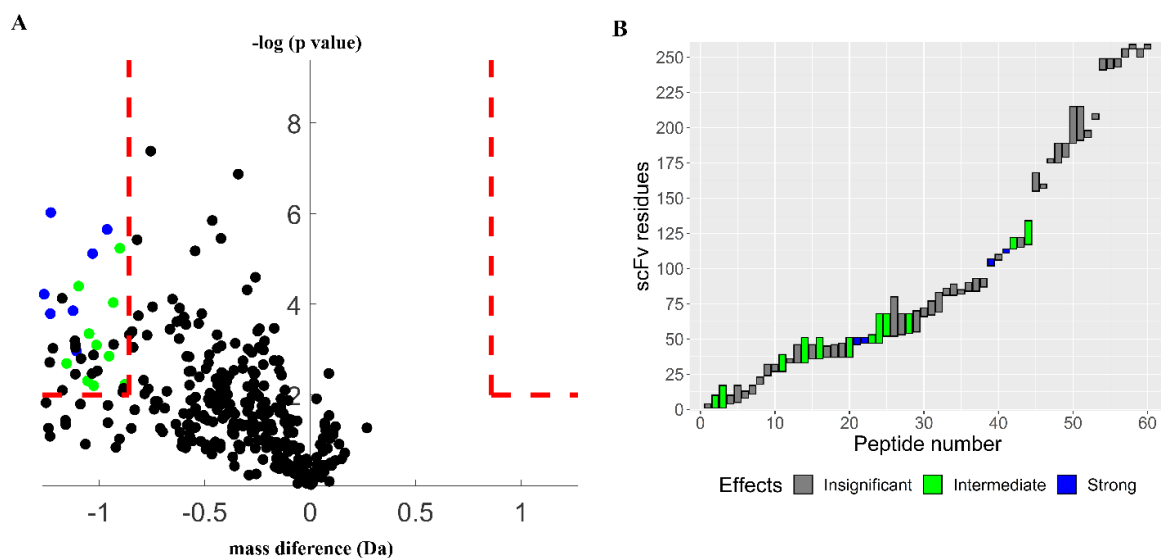 A
-log (p value)
8
6
4
2
-1
-0.5
0
0.5
1
mass diference (Da)
B
250
225
200
175
150
125
100
75
50
25
0
scFv residues
0
10
20
30
40
50
60
Peptide number
Effects
Insignificant
Intermediate
Strong